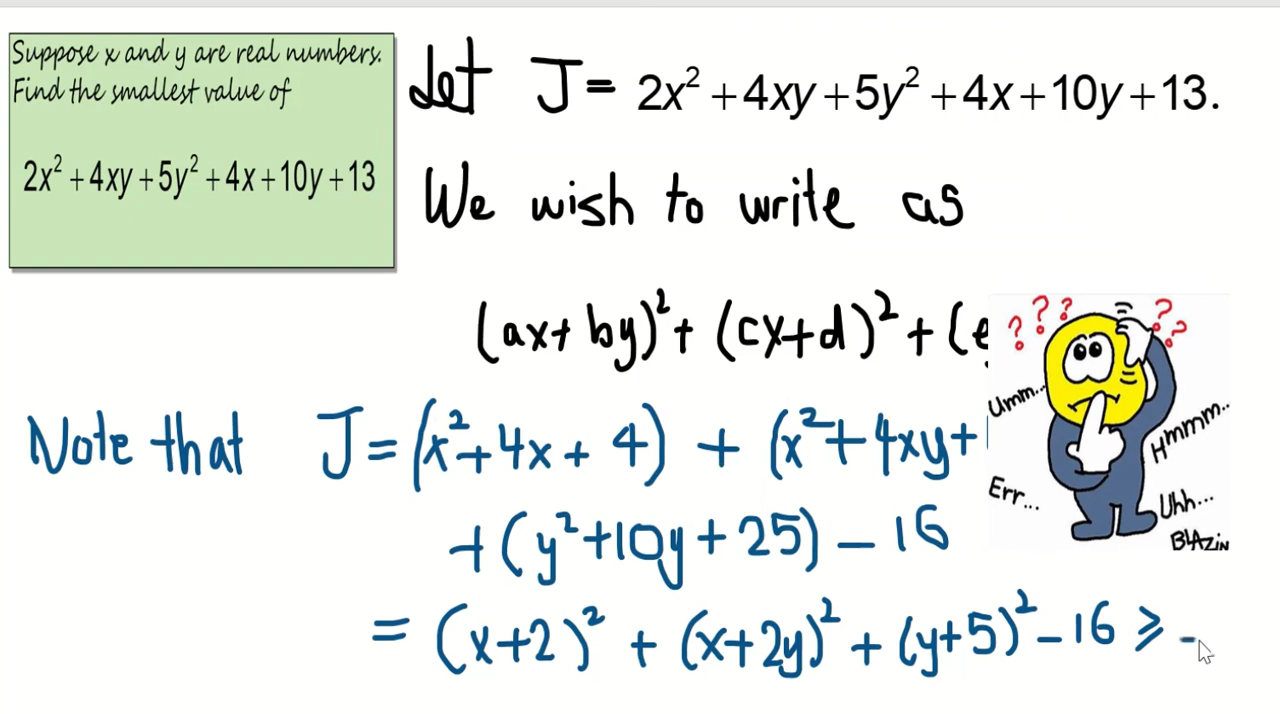 Suppose x and y are real numbers.
Find the smallest value of
2x² + 4xy + 5y² + 4x + 10y + 13
Let J = 2x² + 4xy + 5y² + 4x + 10y + 13.
We wish to write as
(ax + by)² + (cx + d)² + (e
Note that J = (x² + 4x + 4) + (x² + 4xy +
+ (y² + 10y + 25) – 16
= (x + 2)² + (x + 2y)² + (y + 5)² – 16 ≥ -
? ? ? ? ?
Umm..
Hmmm..
Err...
Uhh...
BLAziN